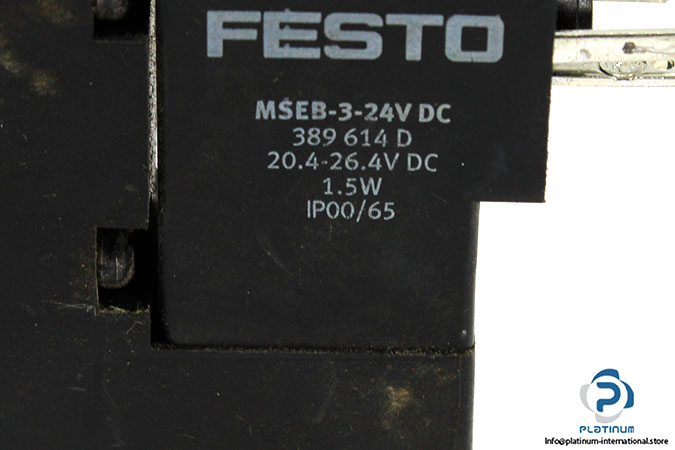 FESTO
MSEB-3-24V DC
389 614 D
20.4-26.4V DC
1.5W
IP00/65
PLATINUM
Info@platinum-international.store